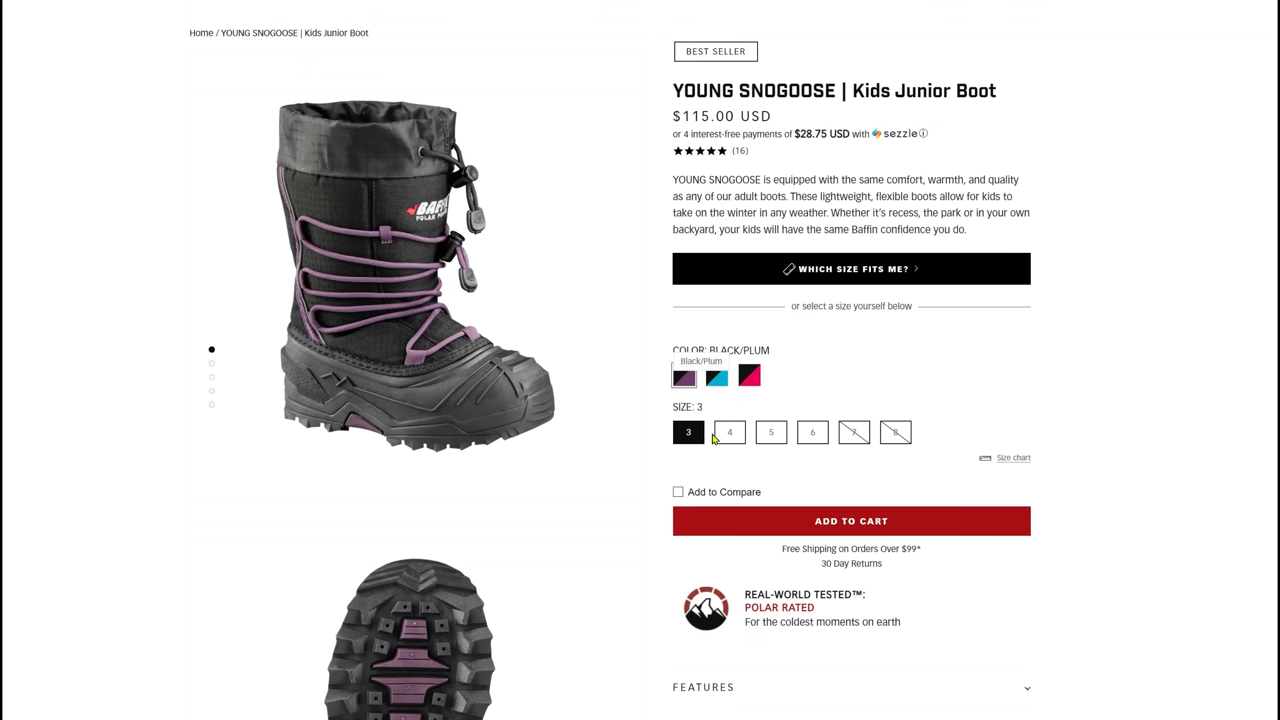 Home / YOUNG SNOGOOSE | Kids Junior Boot
BEST SELLER
YOUNG SNOGOOSE | Kids Junior Boot
$115.00 USD
or 4 interest-free payments of $28.75 USD with sezzle
(16)
YOUNG SNOGOOSE is equipped with the same comfort, warmth, and quality
as any of our adult boots. These lightweight, flexible boots allow for kids to
take on the winter in any weather. Whether it's recess, the park or in your own
backyard, your kids will have the same Baffin confidence you do.
WHICH SIZE FITS ME?
or select a size yourself below
COLOR: BLACK/PLUM
Black/Plum
SIZE: 3
3 4 5 6 7 8
Size chart
Add to Compare
ADD TO CART
Free Shipping on Orders Over $99*
30 Day Returns
REAL-WORLD TESTED™:
POLAR RATED
For the coldest moments on earth
FEATURES
BAFFIN